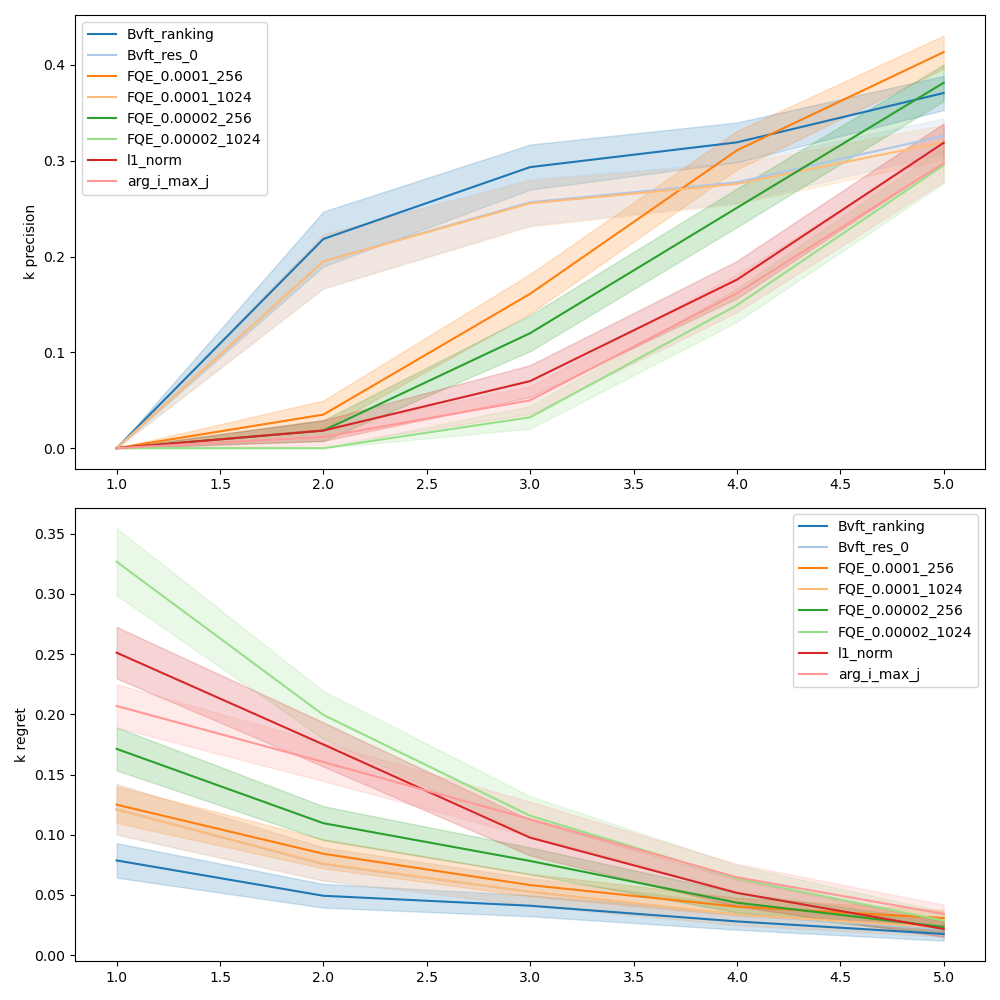 Bvft_ranking
Bvft_res_0
FQE_0.0001_256
FQE_0.0001_1024
FQE_0.00002_256
FQE_0.00002_1024
l1_norm
arg_i_max_j
k precision
0.4
0.3
0.2
0.1
0.0
1.0 1.5 2.0 2.5 3.0 3.5 4.0 4.5 5.0
Bvft_ranking
Bvft_res_0
FQE_0.0001_256
FQE_0.0001_1024
FQE_0.00002_256
FQE_0.00002_1024
l1_norm
arg_i_max_j
k regret
0.35
0.30
0.25
0.20
0.15
0.10
0.05
0.00
1.0 1.5 2.0 2.5 3.0 3.5 4.0 4.5 5.0